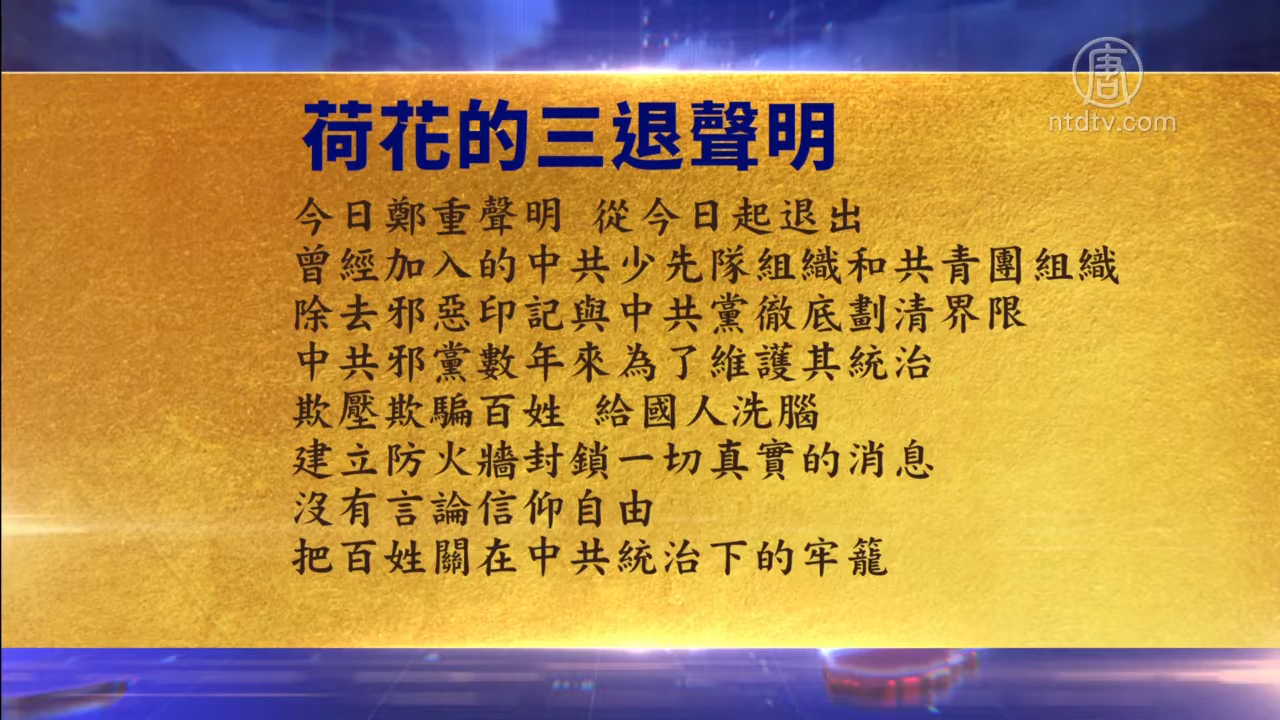 唐
ntdtv.com
荷花的三退聲明
今日鄭重聲明 從今日起退出
曾經加入的中共少先隊組織和共青團組織
除去邪惡印記與中共黨徹底劃清界限
中共邪黨數年來為了維護其統治
欺壓欺騙百姓 給國人洗腦
建立防火牆封鎖一切真實的消息
沒有言論信仰自由
把百姓關在中共統治下的牢籠